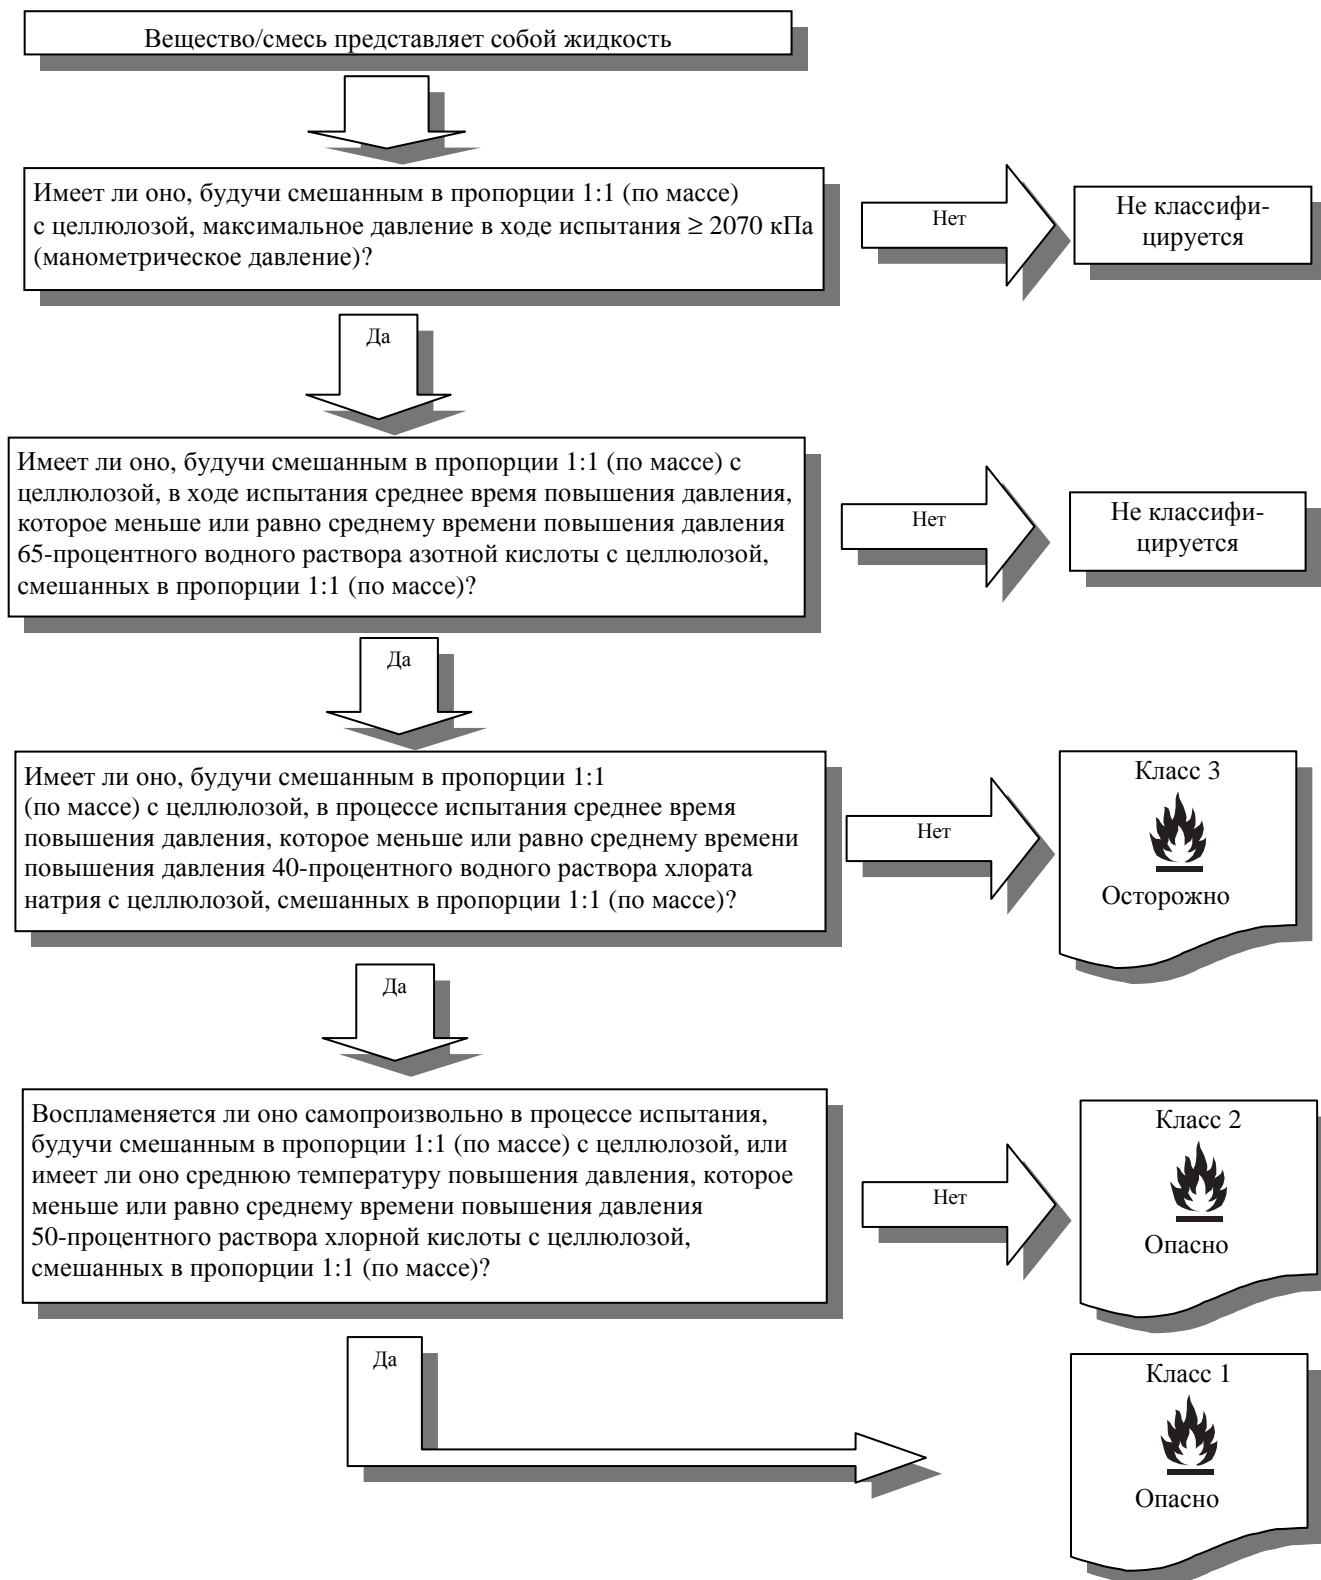 Вещество/смесь представляет собой жидкость
Имеет ли оно, будучи смешанным в пропорции 1:1 (по массе)
с целлюлозой, максимальное давление в ходе испытания ≥ 2070 кПа
(манометрическое давление)?
Нет
Не классифи-
цируется
Да
Имеет ли оно, будучи смешанным в пропорции 1:1 (по массе) с
целлюлозой, в ходе испытания среднее время повышения давления,
которое меньше или равно среднему времени повышения давления
65-процентного водного раствора азотной кислоты с целлюлозой,
смешанных в пропорции 1:1 (по массе)?
Нет
Не классифи-
цируется
Да
Имеет ли оно, будучи смешанным в пропорции 1:1
(по массе) с целлюлозой, в процессе испытания среднее время
повышения давления, которое меньше или равно среднему времени
повышения давления 40-процентного водного раствора хлората
натрия с целлюлозой, смешанных в пропорции 1:1 (по массе)?
Нет
Класс 3
Осторожно
Да
Воспламеняется ли оно самопроизвольно в процессе испытания,
будучи смешанным в пропорции 1:1 (по массе) с целлюлозой, или
имеет ли оно среднюю температуру повышения давления, которое
меньше или равно среднему времени повышения давления
50-процентного раствора хлорной кислоты с целлюлозой,
смешанных в пропорции 1:1 (по массе)?
Нет
Класс 2
Опасно
Да
Класс 1
Опасно